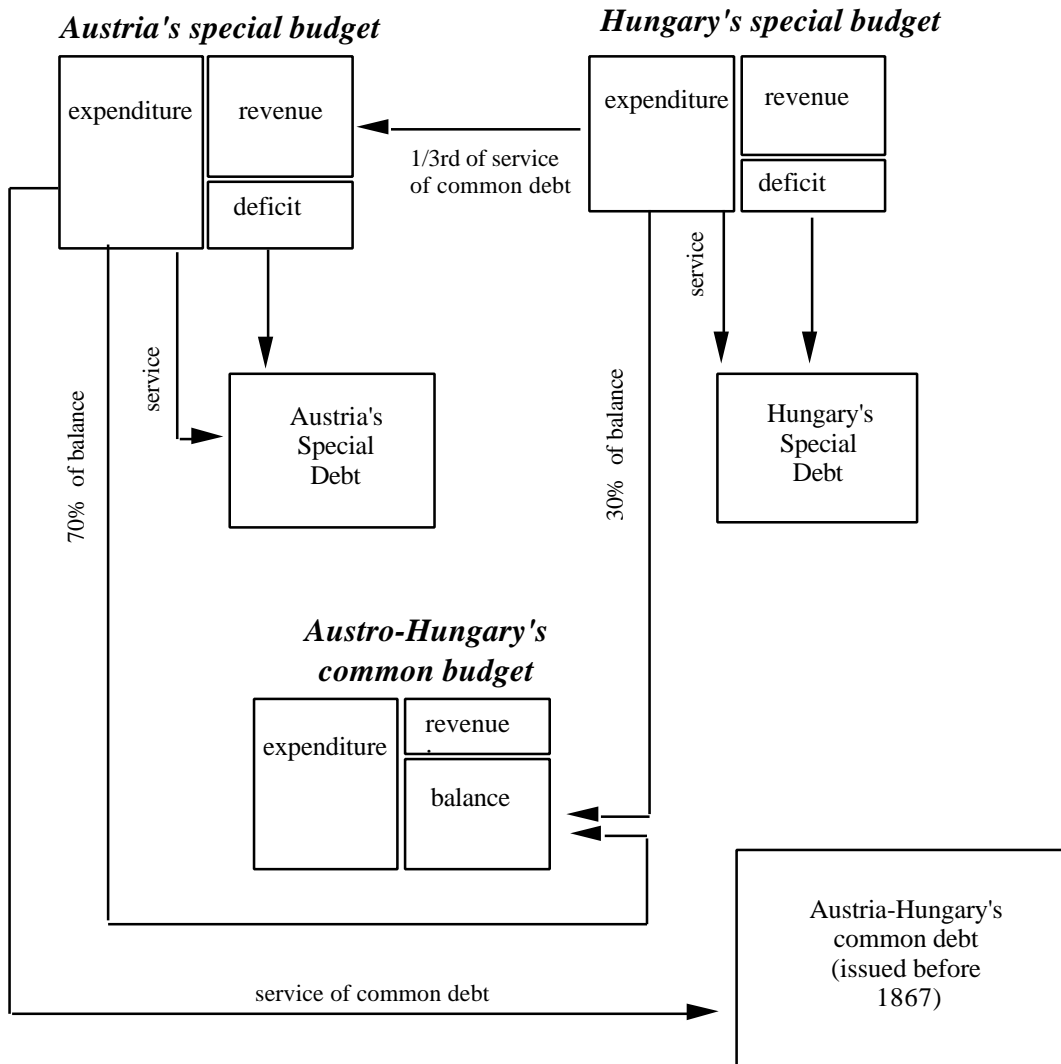 Austria's special budget
Hungary's special budget
expenditure
revenue
deficit
1/3rd of service
of common debt
expenditure
revenue
deficit
service
service
70% of balance
30% of balance
Austria's
Special
Debt
Hungary's
Special
Debt
Austro-Hungary's
common budget
expenditure
revenue
.
balance
Austria-Hungary's
common debt
(issued before
1867)
service of common debt